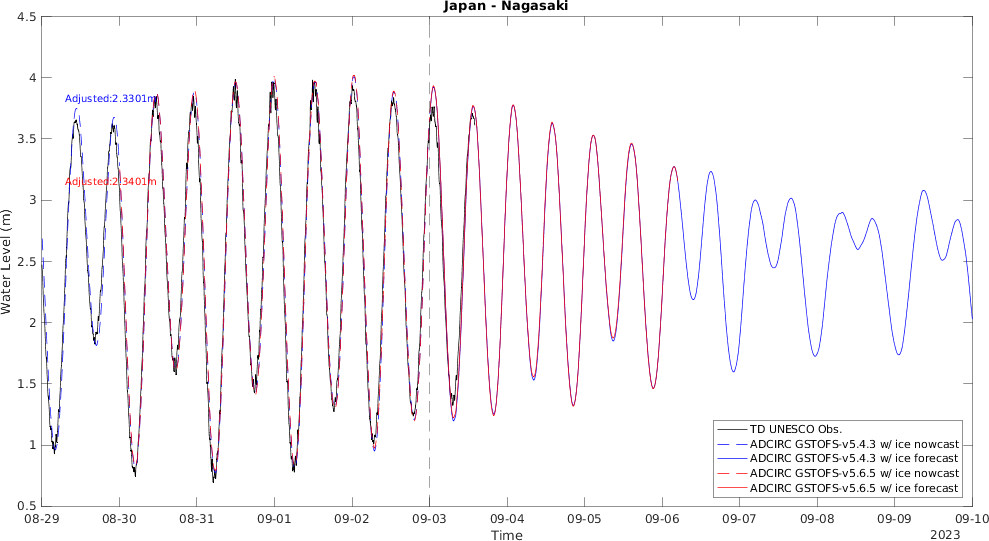 Japan - Nagasaki
4.5
4
3.5
3
2.5
2
1.5
1
0.5
Water Level (m)
Adjusted:2.3301m
Adjusted:2.3401m
TD UNESCO Obs.
ADCIRC GSTOFS-v5.4.3 w/ ice nowcast
ADCIRC GSTOFS-v5.4.3 w/ ice forecast
ADCIRC GSTOFS-v5.6.5 w/ ice nowcast
ADCIRC GSTOFS-v5.6.5 w/ ice forecast
08-29 08-30 08-31 09-01 09-02 09-03 09-04 09-05 09-06 09-07 09-08 09-09 09-10
Time
2023